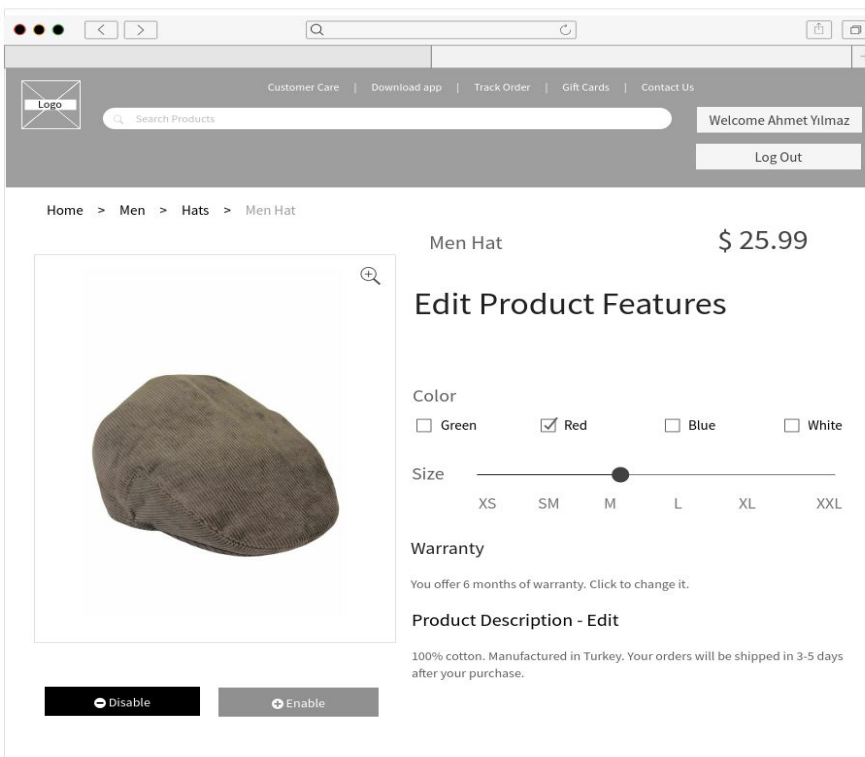 Customer Care | Download app | Track Order | Gift Cards | Contact Us
Logo
Search Products
Welcome Ahmet Yılmaz
Log Out
Home > Men > Hats > Men Hat
Men Hat
$ 25.99
Edit Product Features
Color
Green Red Blue White
Size
XS SM M L XL XXL
Warranty
You offer 6 months of warranty. Click to change it.
Product Description - Edit
100% cotton. Manufactured in Turkey. Your orders will be shipped in 3-5 days
after your purchase.
Disable
Enable